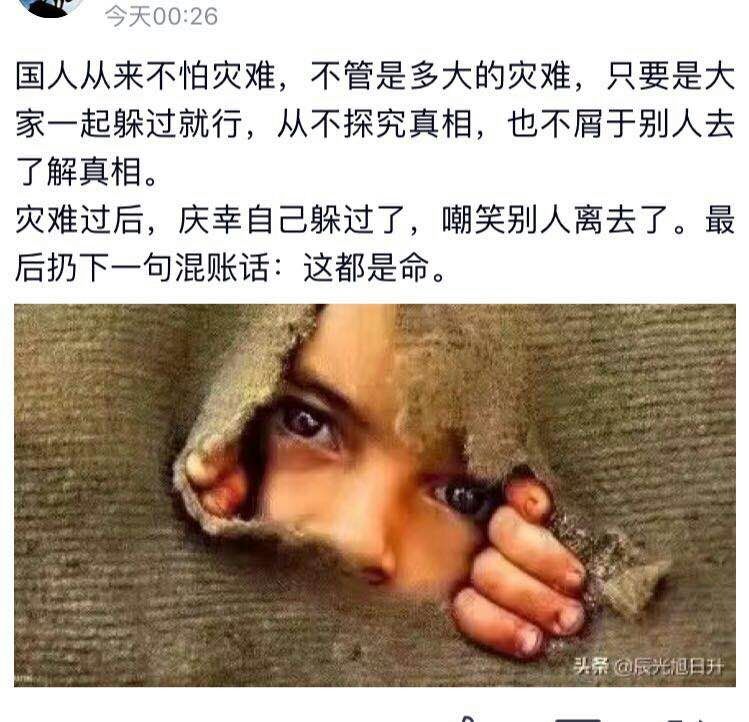 今天00:26
国人从来不怕灾难，不管是多大的灾难，只要是大
家一起躲过就行，从不探究真相，也不屑于别人去
了解真相。
灾难过后，庆幸自己躲过了，嘲笑别人离去了。最
后扔下一句混账话：这都是命。
头条 @辰光旭日升